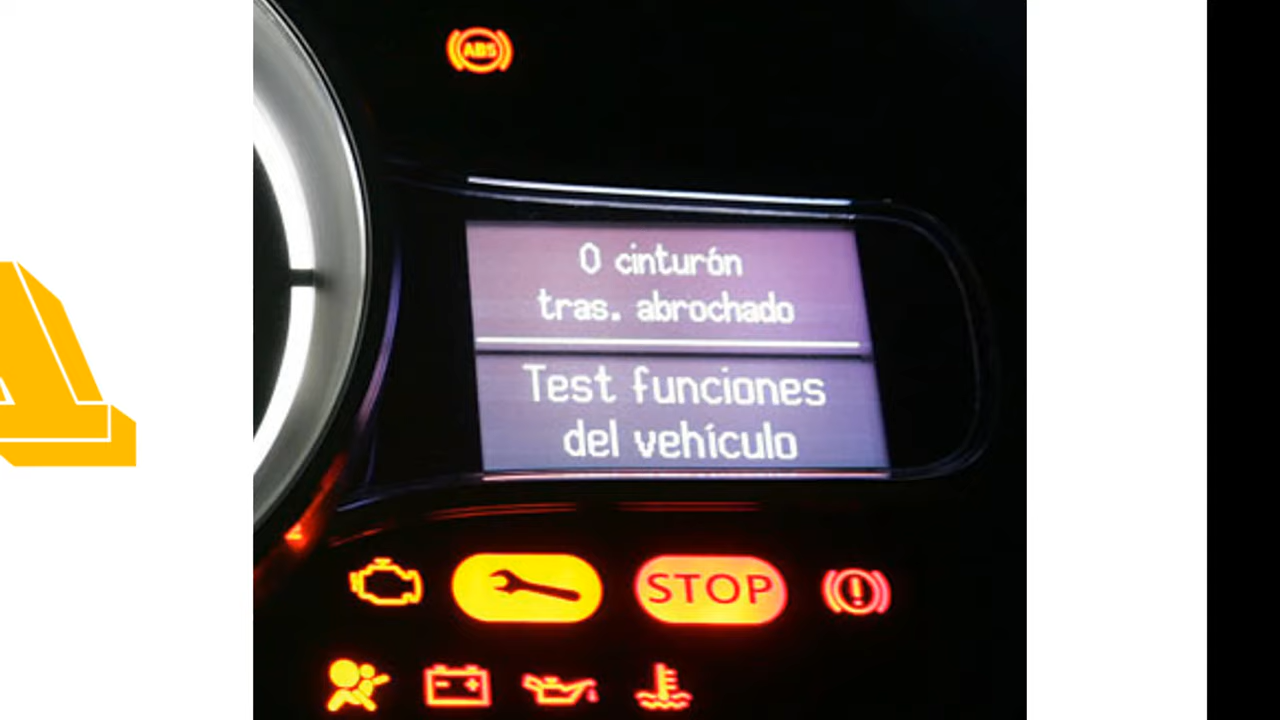 ABS
0 cinturón
tras. abrochado
Test funciones
del vehículo
STOP